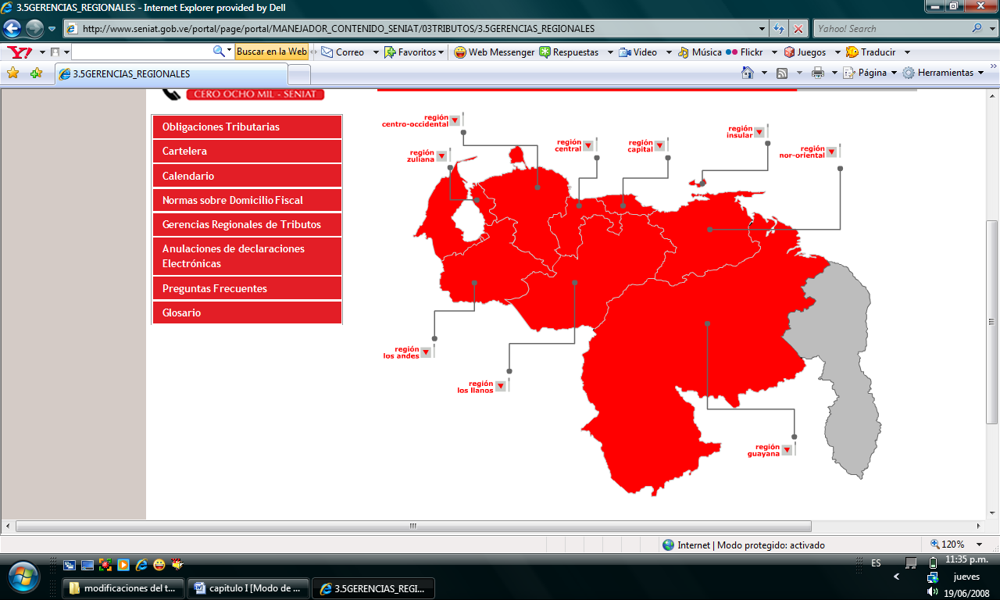 3.5GERENCIAS_REGIONALES - Internet Explorer provided by Dell
http://www.seniat.gob.ve/portal/page/portal/MANEJADOR_CONTENIDO_SENIAT/03TRIBUTOS/3.5GERENCIAS_REGIONALES
Yahoo! Search
Y!
Buscar en la Web
Correo
Favoritos
Web Messenger
Respuestas
Video
Música
Flickr
Juegos
Traducir
3.5GERENCIAS_REGIONALES
Página
Herramientas
CERO OCHO MIL - SENIAT
Obligaciones Tributarias
Cartelera
Calendario
Normas sobre Domicilio Fiscal
Gerencias Regionales de Tributos
Anulaciones de declaraciones
Electrónicas
Preguntas Frecuentes
Glosario
región
centro-occidental
región
zuliana
región
central
región
capital
región
insular
región
nor-oriental
región
los andes
región
los llanos
región
guayana
Internet | Modo protegido: activado
120%
ES
11:35 p.m.
jueves
19/06/2008
modificaciones del t...
capitulo I [Modo de ...
3.5GERENCIAS_REGI...